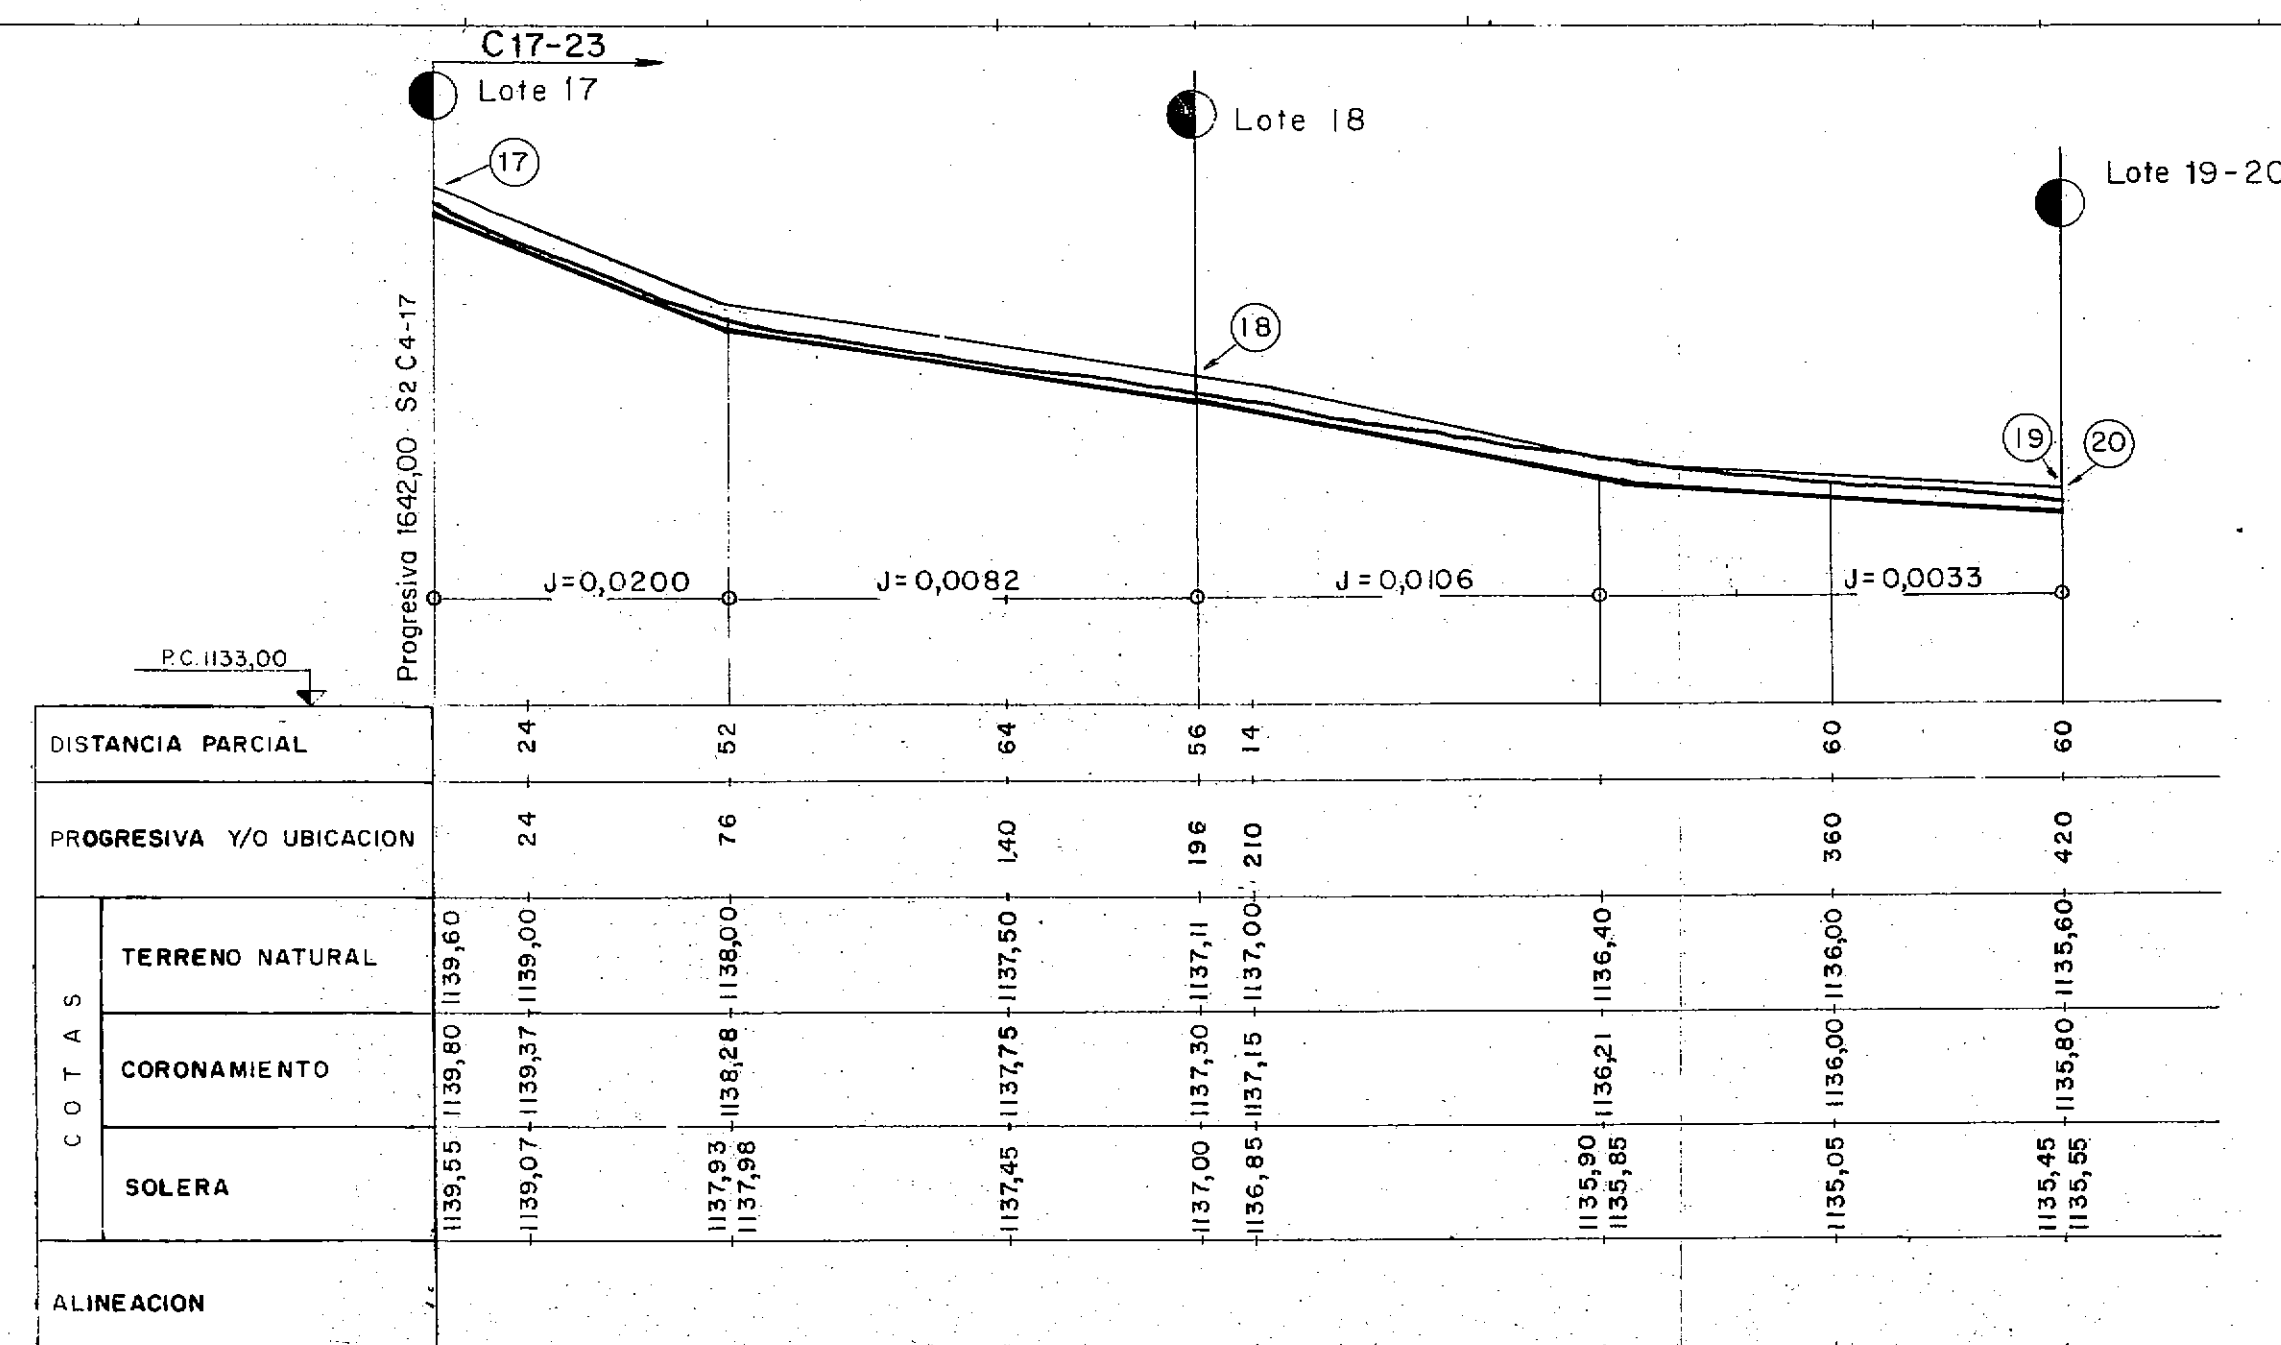 C17-23
Lote 17
Lote 18
Lote 19-20
17
18
19
20
Progresiva 1642,00 S2 C4-17
J=0,0200
J=0,0082
J=0,0106
J=0,0033
P.C.1133,00
DISTANCIA PARCIAL
24 52 64 56 14 60 60
PROGRESIVA Y/O UBICACION
24 76 140 196 210 360 420
COTAS
TERRENO NATURAL
1139,60 1139,00 1138,00 1137,50 1137,11 1137,00 1136,40 1136,00 1135,60
CORONAMIENTO
1139,80 1139,37 1138,28 1137,75 1137,30 1137,15 1136,21 1136,00 1135,80
SOLERA
1139,55 1139,07 1137,93 1137,98 1137,45 1137,00 1136,85 1135,90 1135,85 1135,05 1135,45 1135,55
ALINEACION